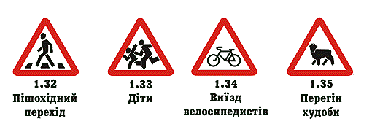 1.32
Пішохідний
перехід
1.33
Діти
1.34
Виїзд
велосипедистів
1.35
Перегін
худоби